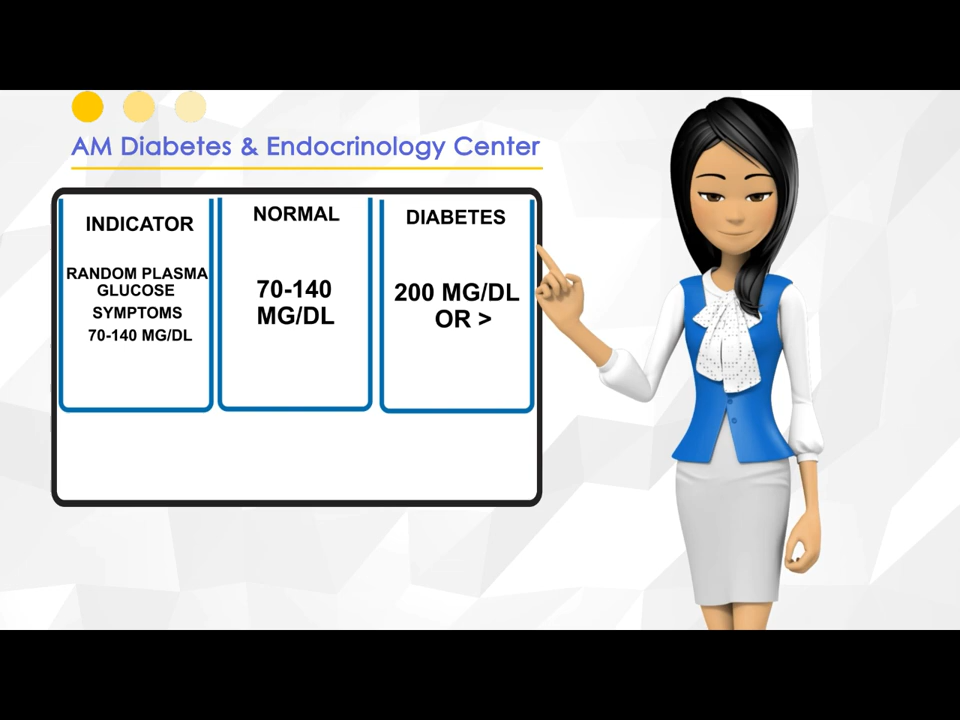 AM Diabetes & Endocrinology Center
INDICATOR
RANDOM PLASMA
GLUCOSE
SYMPTOMS
70-140 MG/DL
NORMAL
70-140
MG/DL
DIABETES
200 MG/DL
OR >